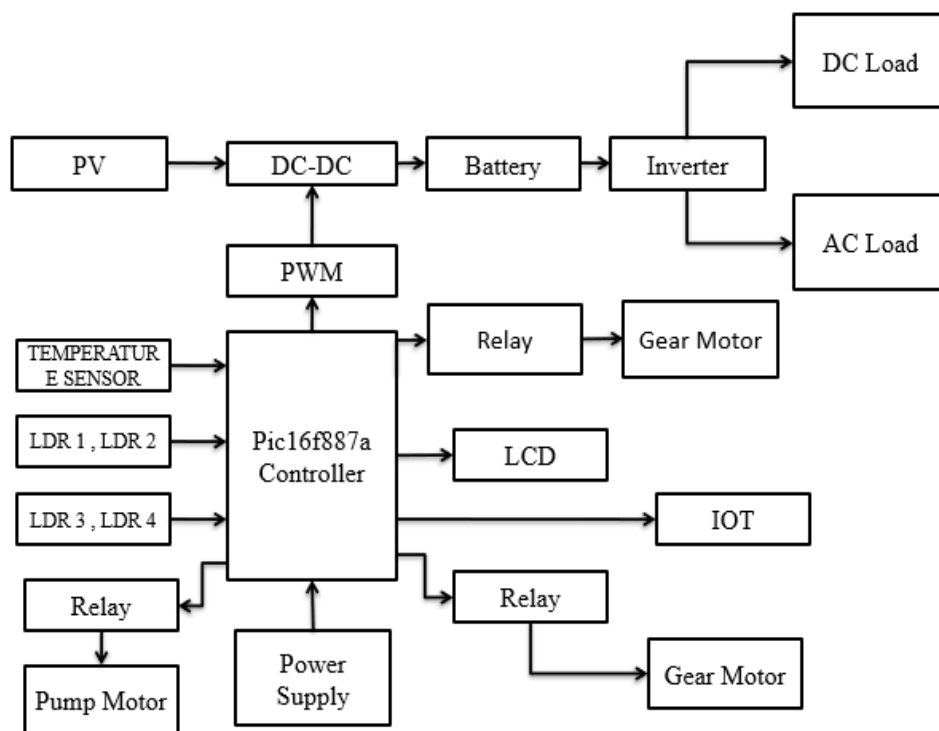 DC Load
PV
DC-DC
Battery
Inverter
AC Load
PWM
Relay
Gear Motor
TEMPERATUR
E SENSOR
LDR 1 , LDR 2
Pic16f887a
Controller
LCD
LDR 3 , LDR 4
IOT
Relay
Relay
Power
Supply
Gear Motor
Pump Motor